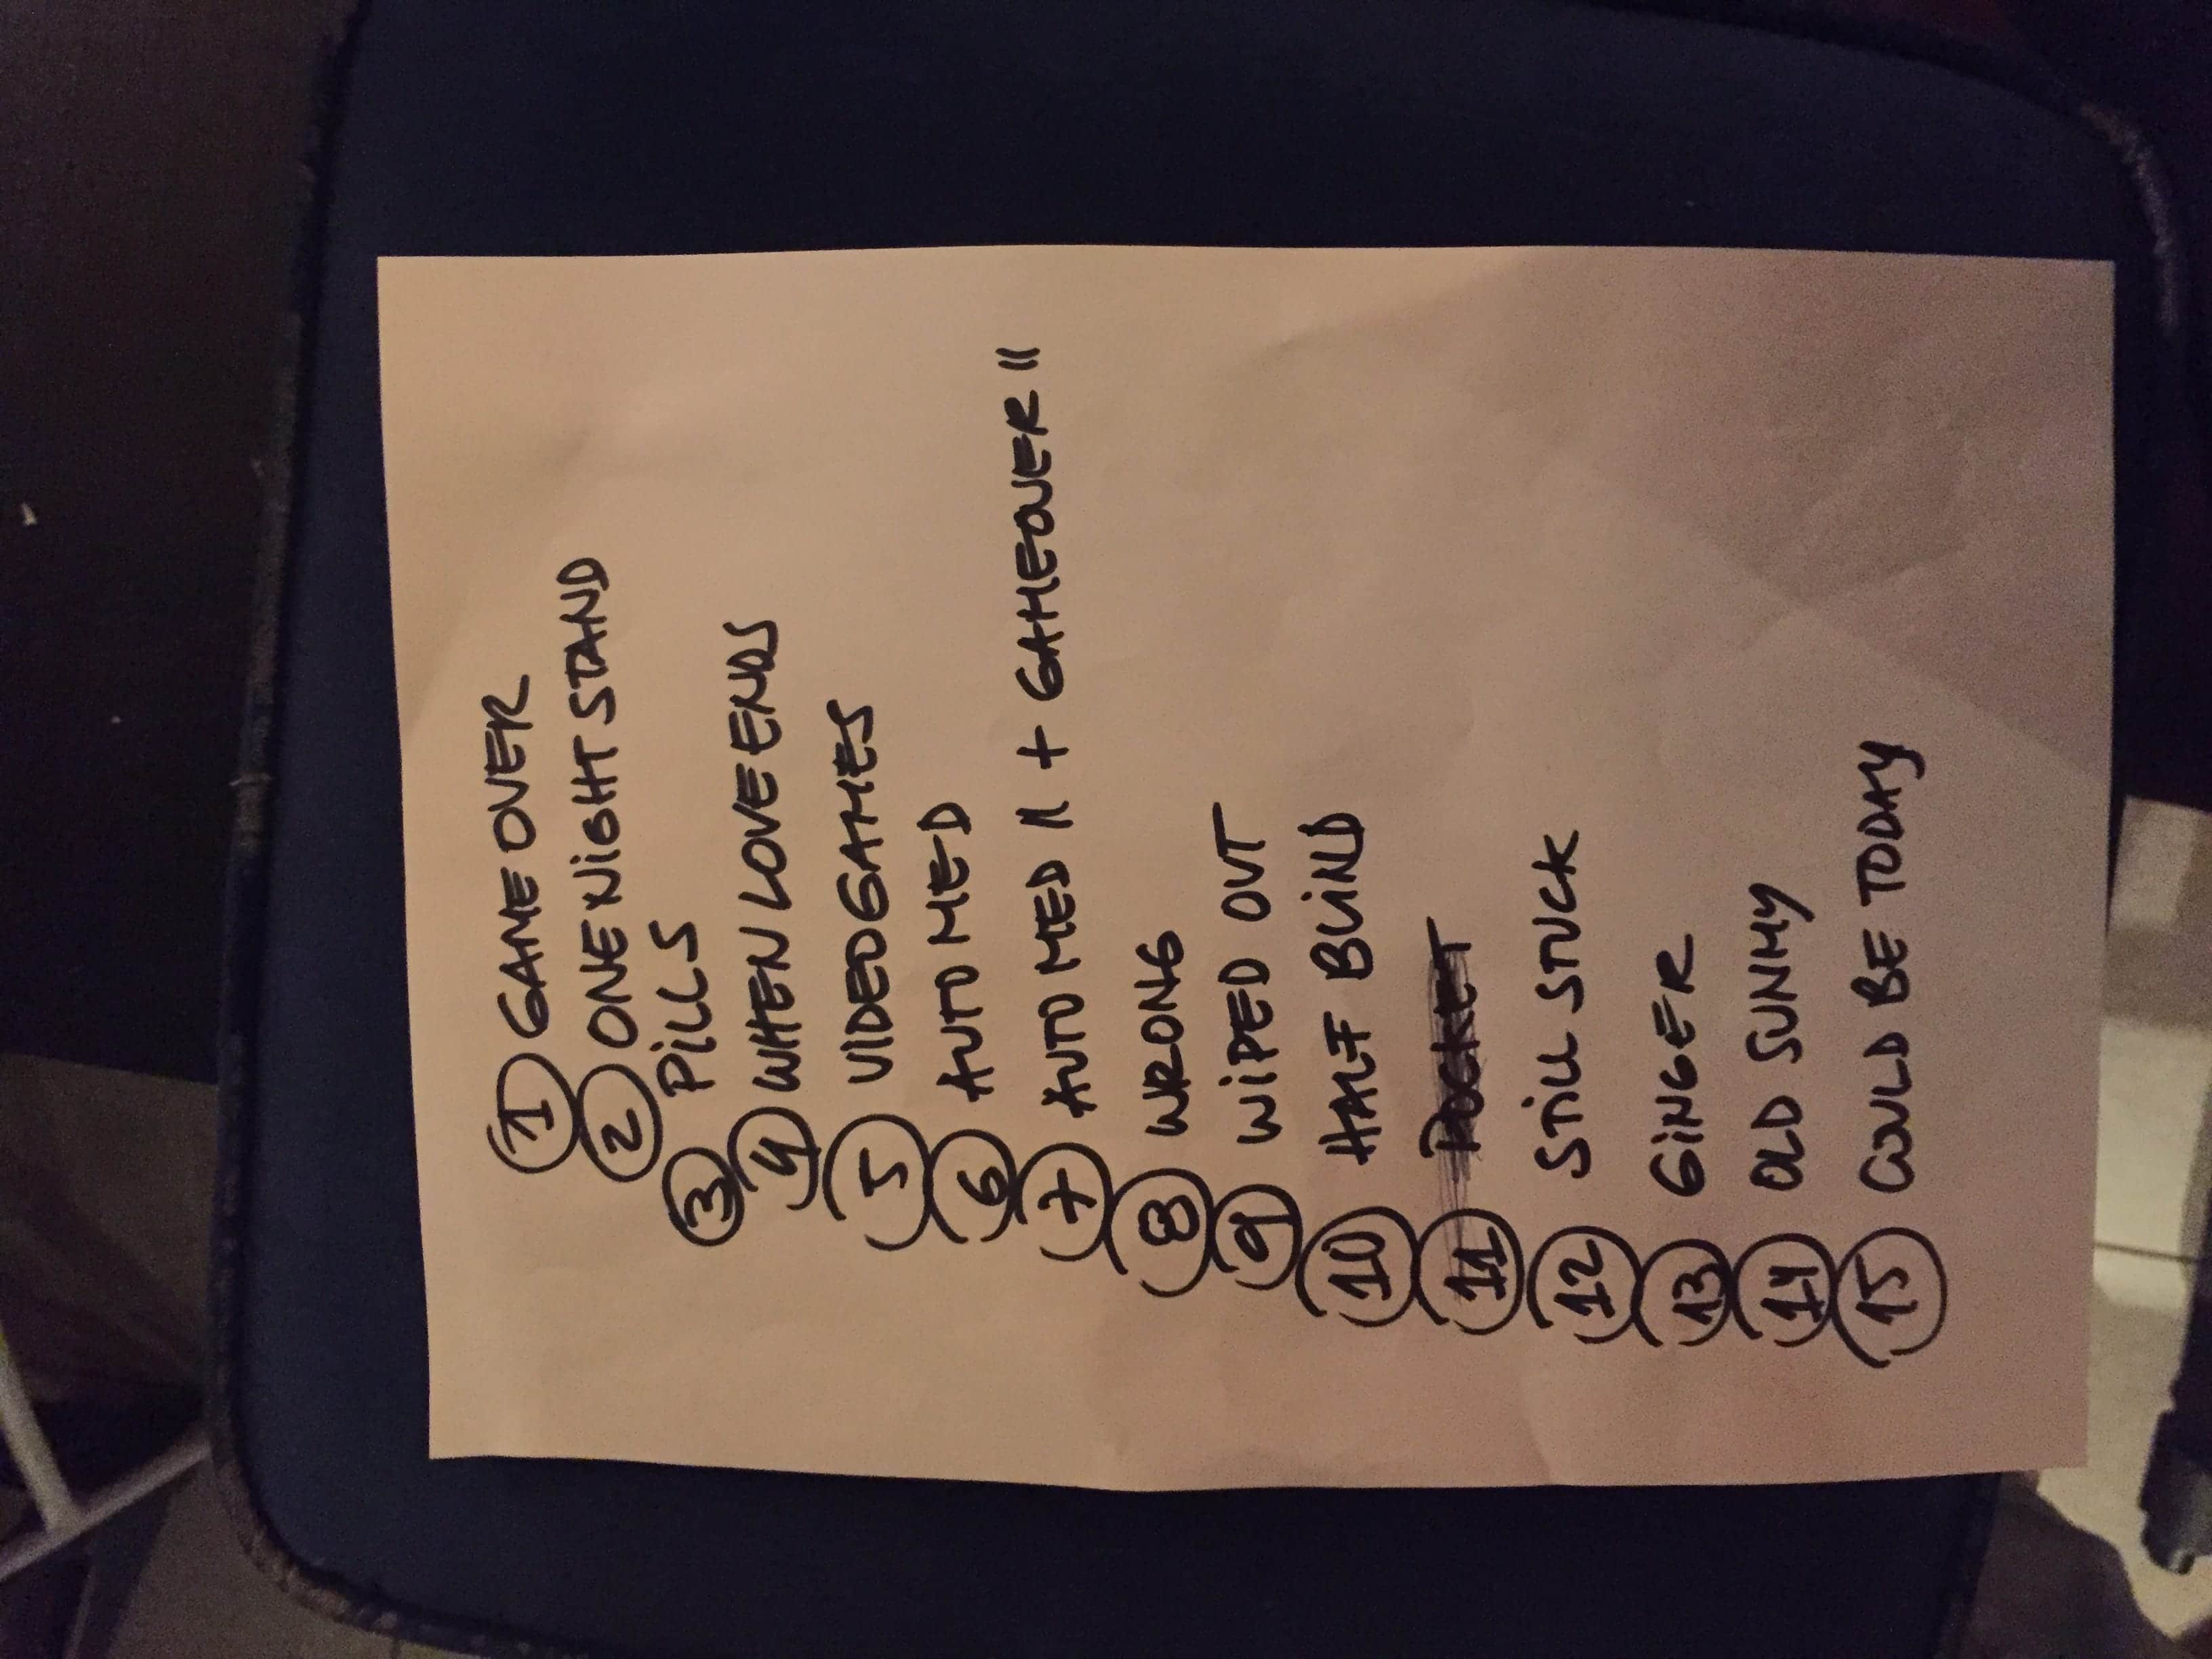 1 GAME OVER
2 ONE NiGHT STAND
3 PiLLS
4 WHEN LOVE ENDS
5 VIDEOGAMES
6 AUTO MED
7 AUTO MED II + GAMEOVER II
8 WRONG
9 WiPED OUT
10 HALF BLiND
11 POCKET
12 STiLL STUCK
13 GiNGER
14 OLD SUNNY
15 COULD BE TODAY